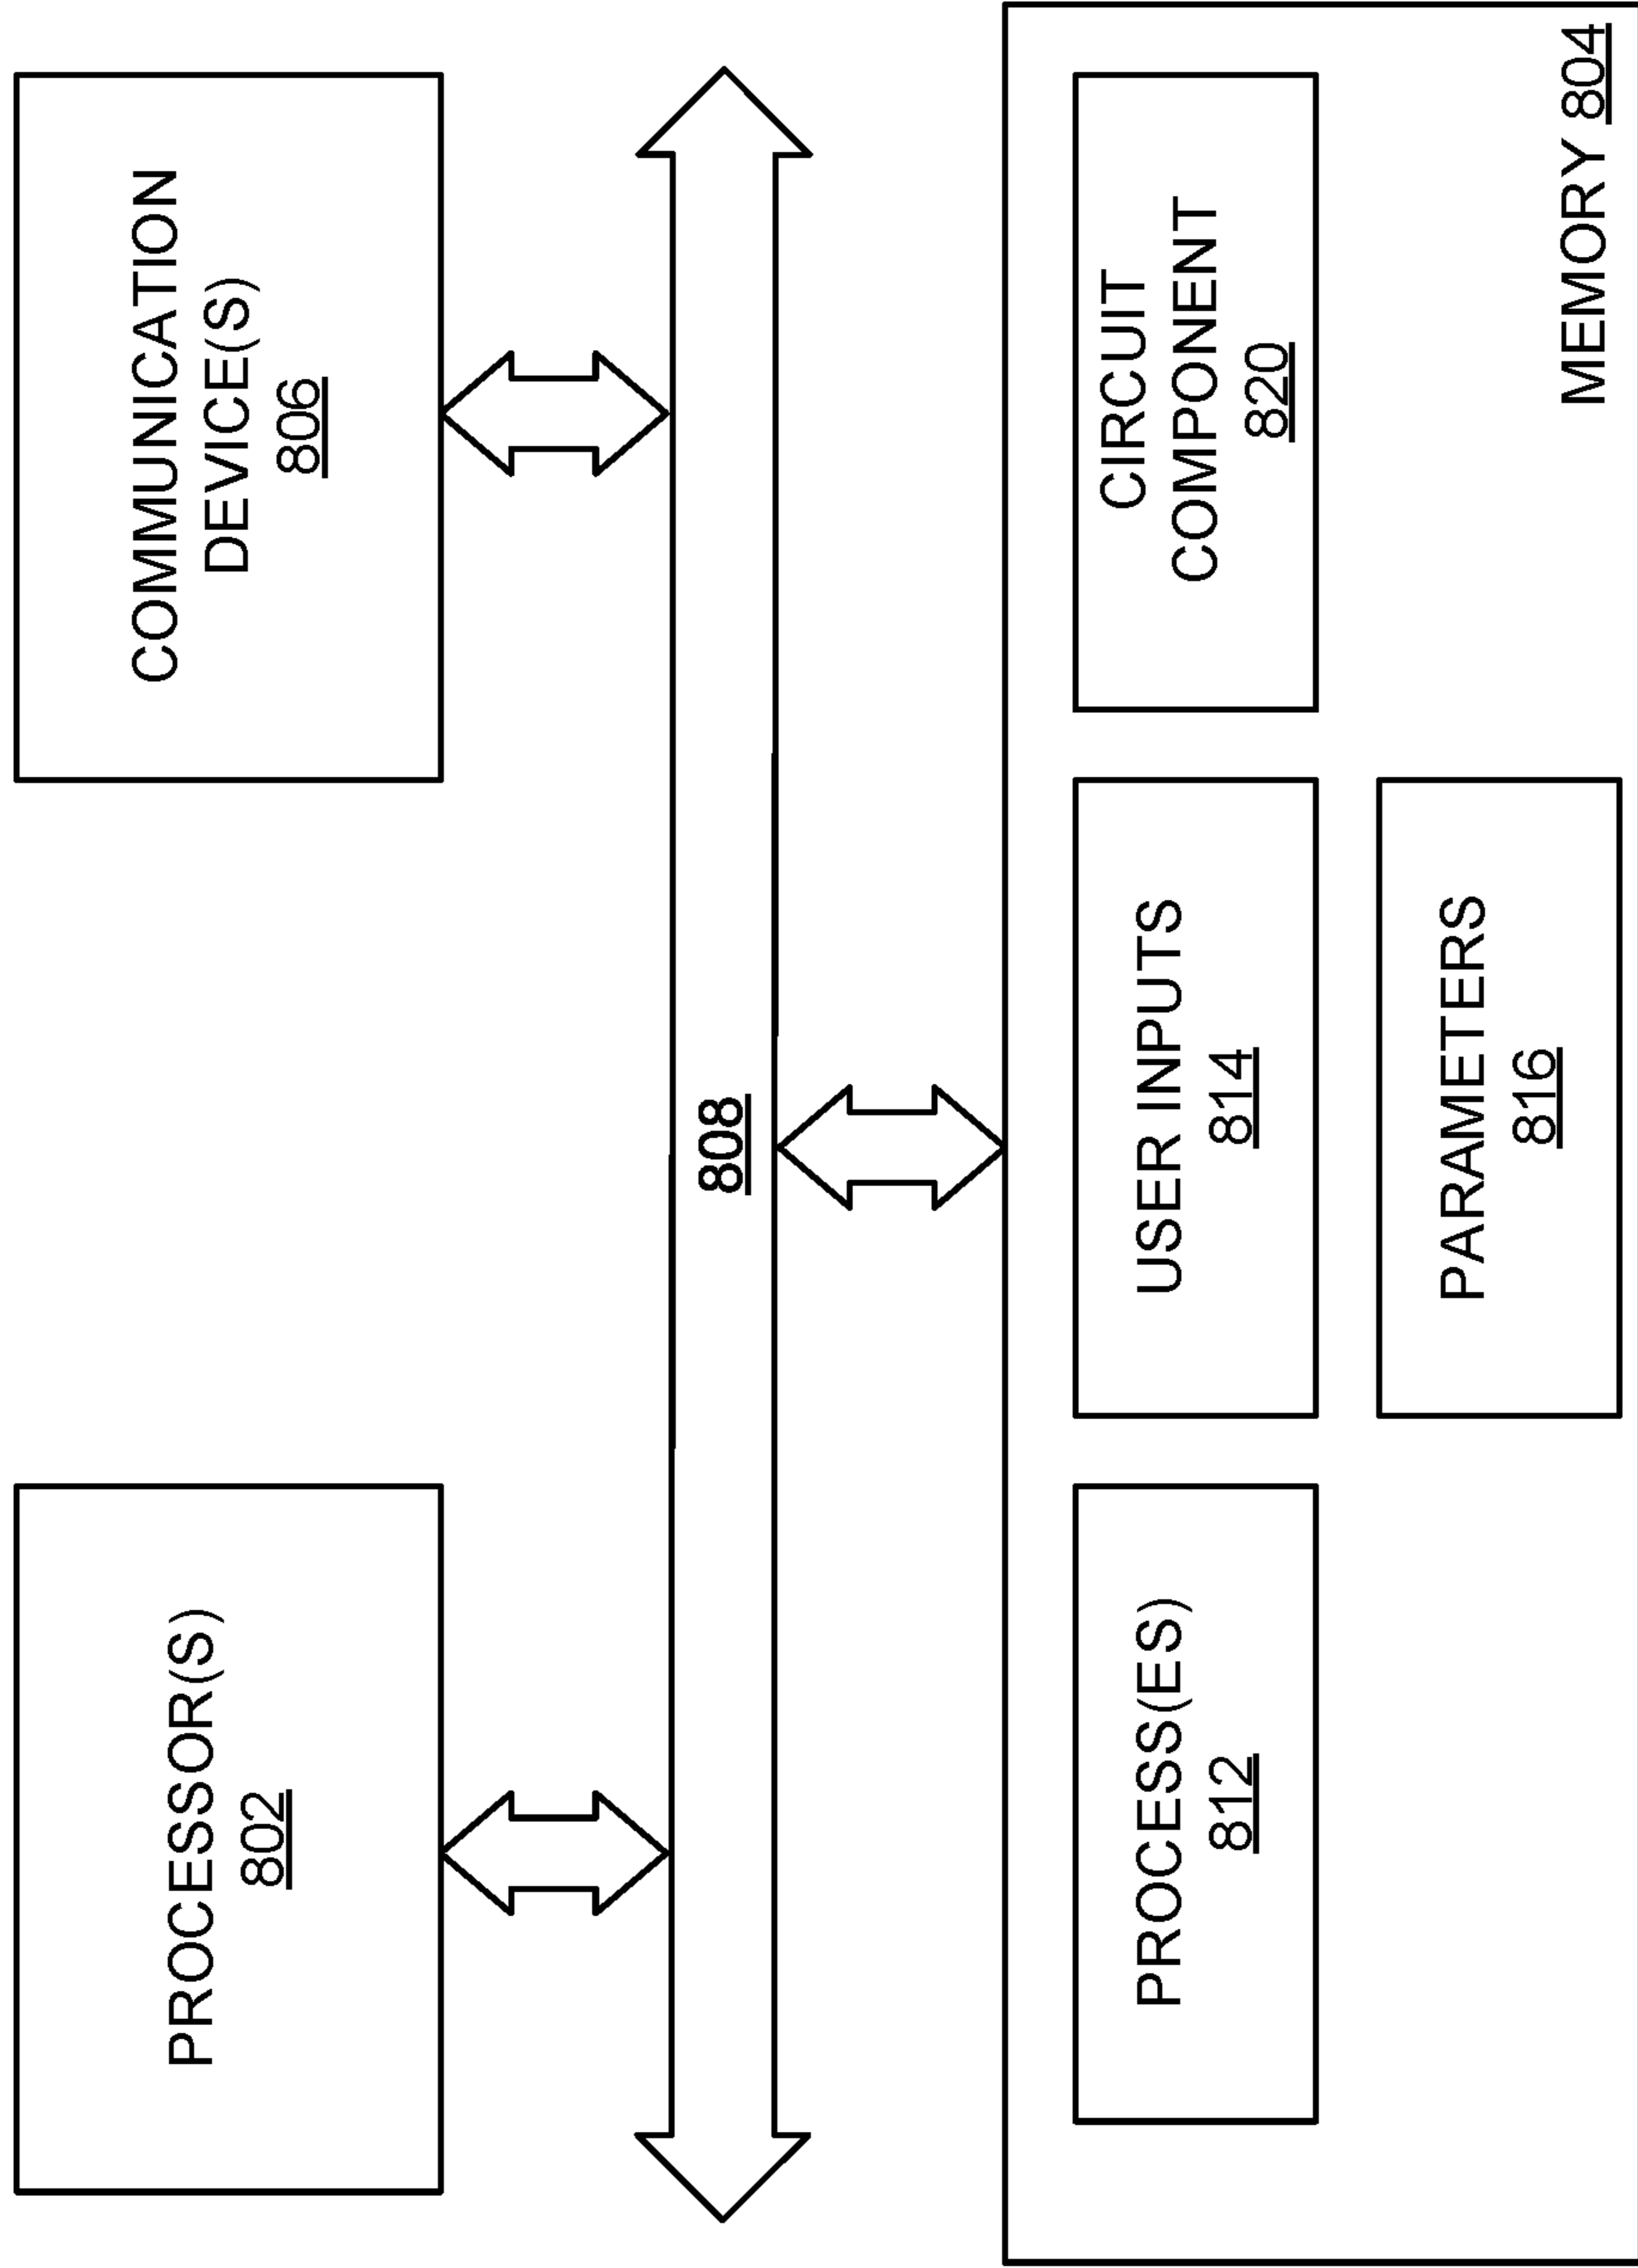 PROCESSOR(S)
802
COMMUNICATION
DEVICE(S)
806
808
PROCESS(ES)
812
USER INPUTS
814
CIRCUIT
COMPONENT
820
PARAMETERS
816
MEMORY 804